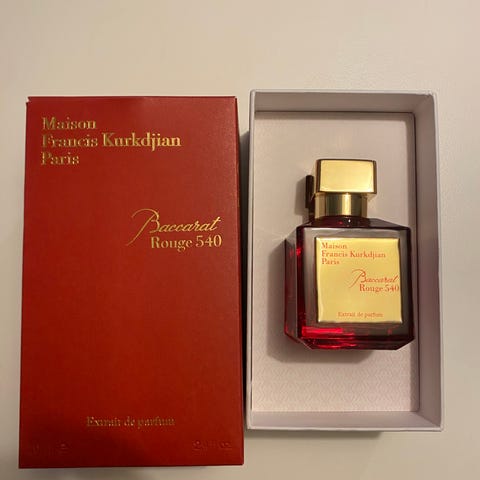 Maison
Francis Kurkdjian
Paris
Baccarat
Rouge 540
Extrait de parfum
Maison
Francis Kurkdjian
Paris
Baccarat
Rouge 540
Extrait de parfum